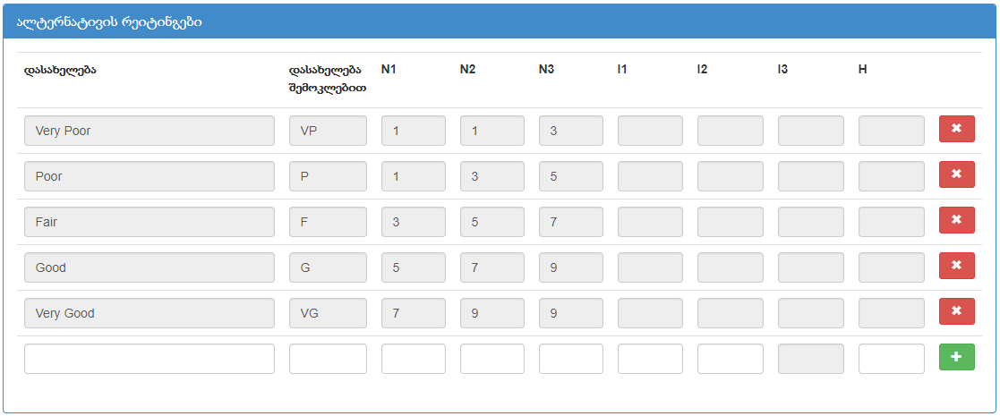 ალტერნატივის რეიტინგები
დასახელება დასახელება შემოკლებით N1 N2 N3 I1 I2 I3 H
Very Poor VP 1 1 3
Poor P 1 3 5
Fair F 3 5 7
Good G 5 7 9
Very Good VG 7 9 9